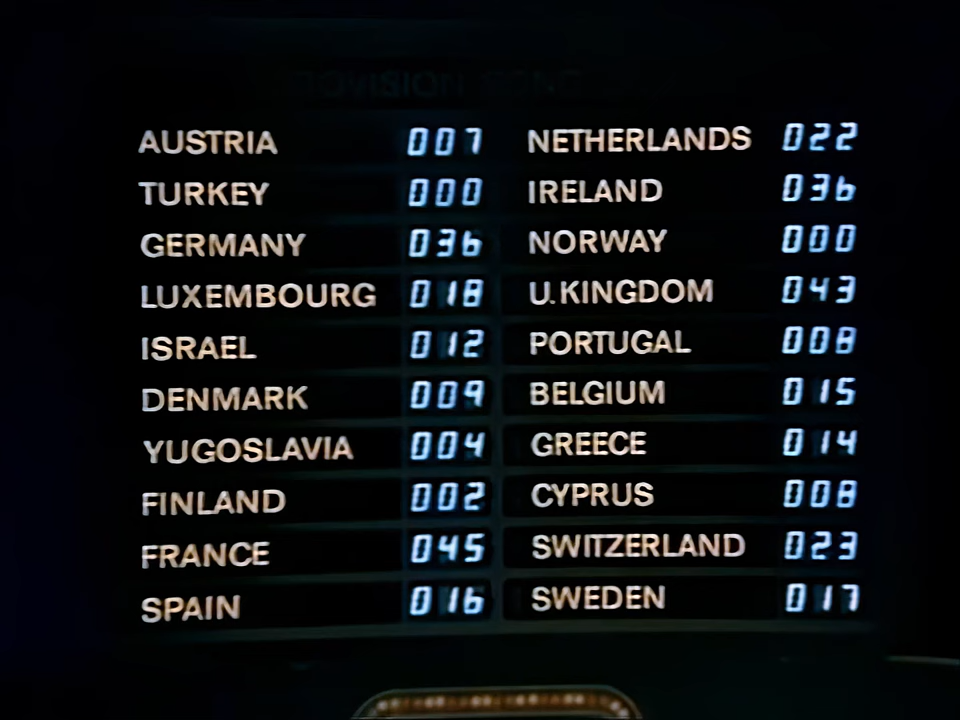 AUSTRIA 007 NETHERLANDS 022
TURKEY 000 IRELAND 036
GERMANY 036 NORWAY 000
LUXEMBOURG 018 U.KINGDOM 043
ISRAEL 012 PORTUGAL 008
DENMARK 009 BELGIUM 015
YUGOSLAVIA 004 GREECE 014
FINLAND 002 CYPRUS 008
FRANCE 045 SWITZERLAND 023
SPAIN 016 SWEDEN 017